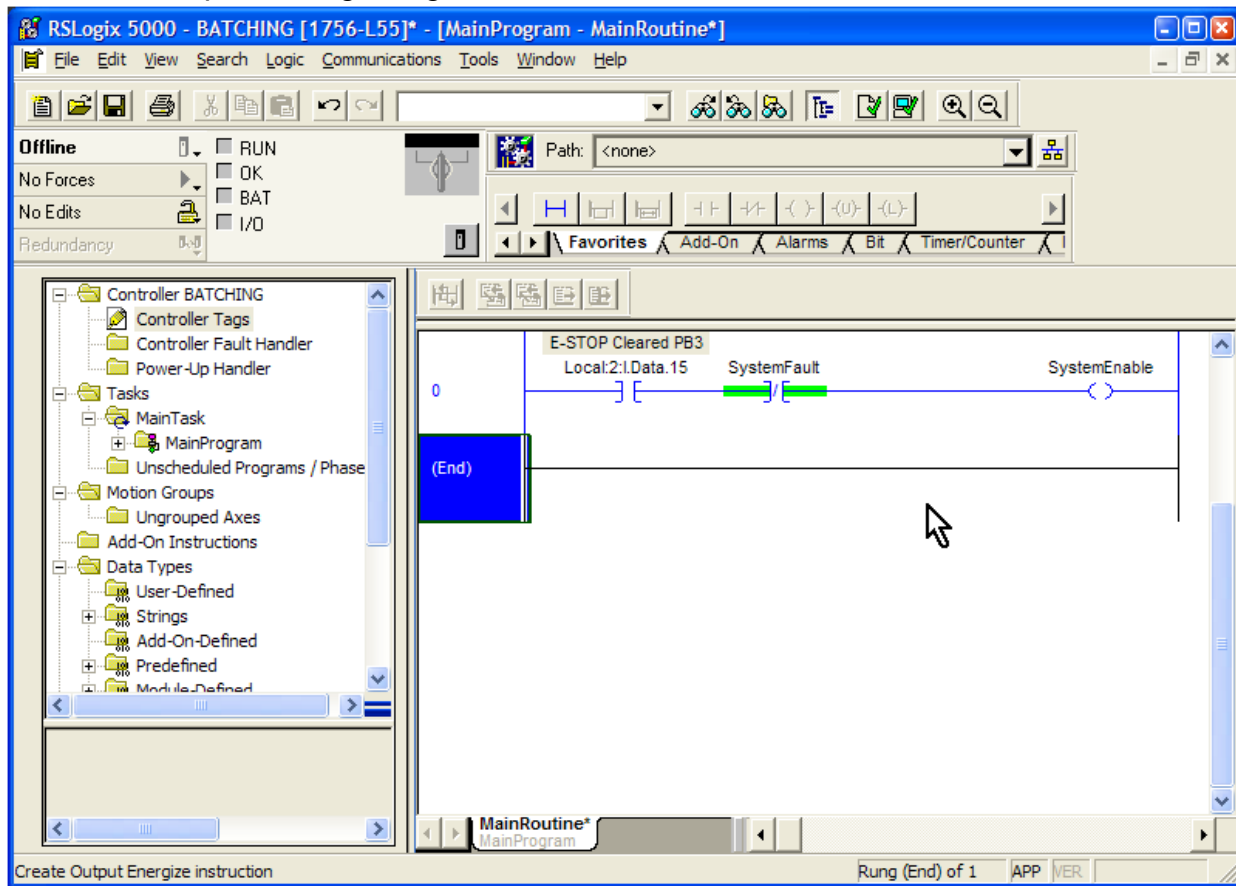 RSLogix 5000 - BATCHING [1756-L55]* - [MainProgram - MainRoutine*]
File Edit View Search Logic Communications Tools Window Help
Offline
RUN
No Forces
OK
No Edits
BAT
Redundancy
I/O
Path: <none>
Favorites Add-On Alarms Bit Timer/Counter
Controller BATCHING
Controller Tags
Controller Fault Handler
Power-Up Handler
Tasks
MainTask
MainProgram
Unscheduled Programs / Phase
Motion Groups
Ungrouped Axes
Add-On Instructions
Data Types
User-Defined
Strings
Add-On-Defined
Predefined
Module-Defined
E-STOP Cleared PB3
Local:2:I.Data.15 SystemFault SystemEnable
0
(End)
MainRoutine*
MainProgram
Create Output Energize instruction
Rung (End) of 1 APP VER